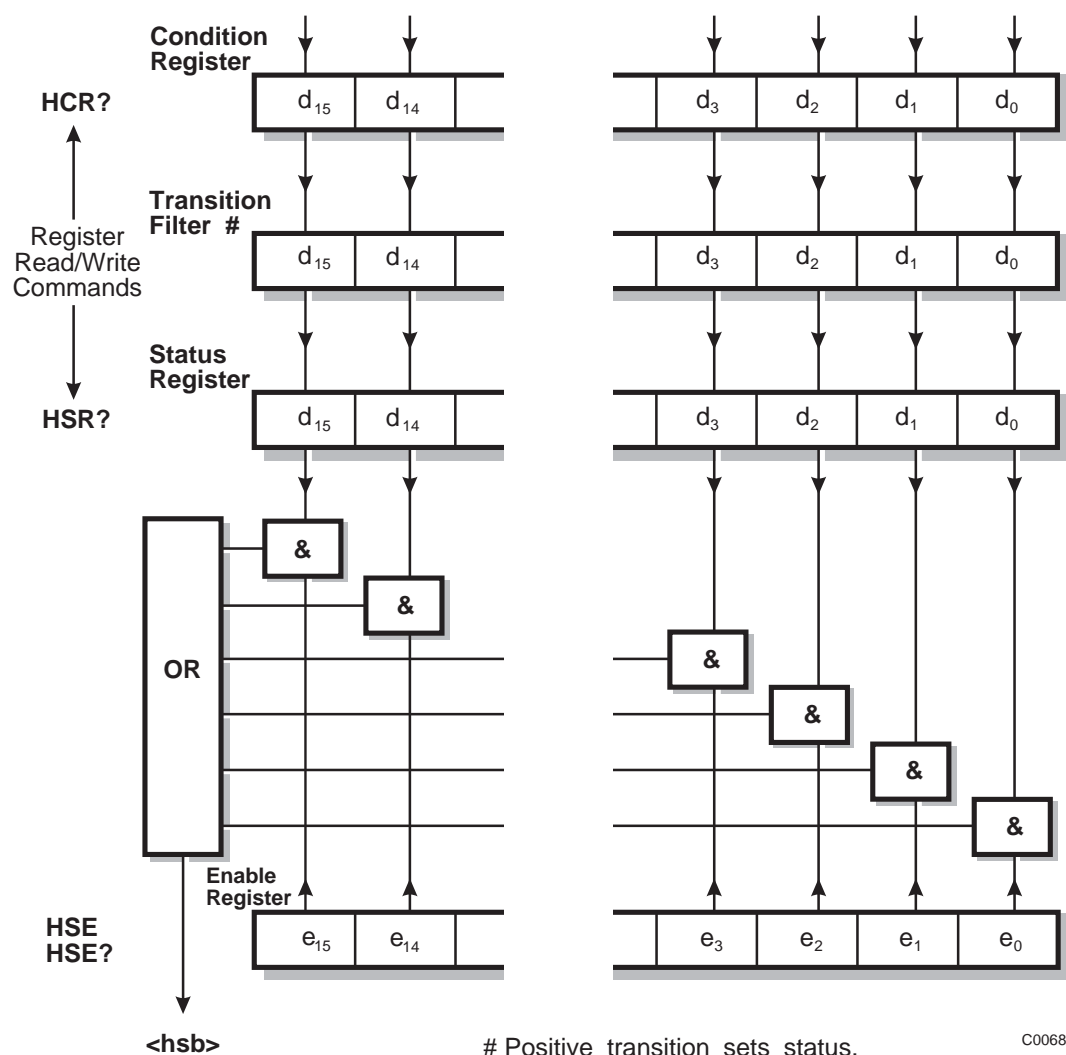 Condition
Register
HCR?
d15 d14 d3 d2 d1 d0
Transition
Filter #
Register
Read/Write
Commands
d15 d14 d3 d2 d1 d0
Status
Register
HSR?
d15 d14 d3 d2 d1 d0
&
&
OR
&
&
&
&
Enable
Register
HSE
HSE?
e15 e14 e3 e2 e1 e0
<hsb>
# Positive transition sets status.
C0068